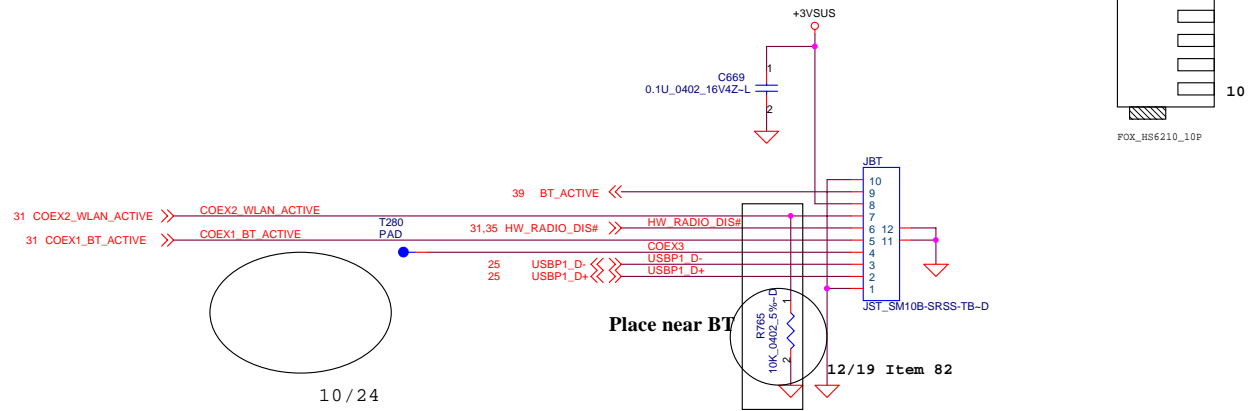 +3VSUS
1
C669
0.1U_0402_16V4Z~L
2
10
FOX_HS6210_10P
JBT
10
39 BT_ACTIVE
9
8
31 COEX2_WLAN_ACTIVE
COEX2_WLAN_ACTIVE
7
T280
PAD
31,35 HW_RADIO_DIS#
HW_RADIO_DIS#
6 12
31 COEX1_BT_ACTIVE
COEX1_BT_ACTIVE
5 11
COEX3
4
25 USBP1_D-
USBP1_D-
3
25 USBP1_D+
USBP1_D+
2
1
JST_SM10B-SRSS-TB~D
Place near BT
1
R765
10K_0402_5%~D
2
12/19 Item 82
10/24